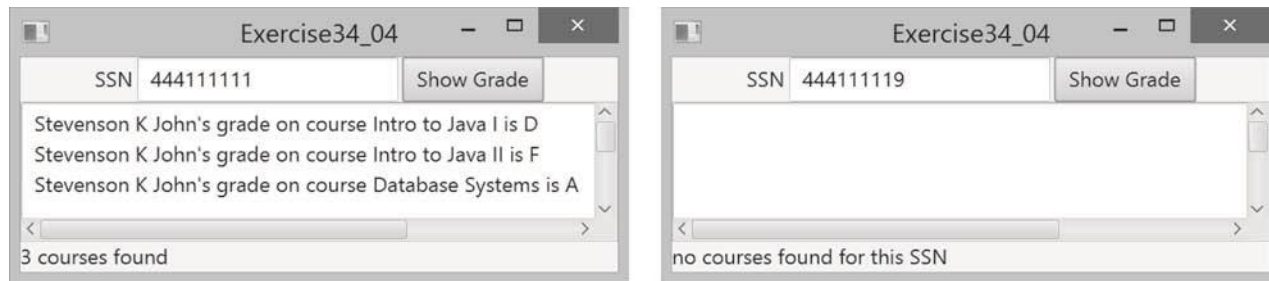 Exercise34_04
SSN 444111111 Show Grade
Stevenson K John's grade on course Intro to Java I is D
Stevenson K John's grade on course Intro to Java II is F
Stevenson K John's grade on course Database Systems is A
3 courses found
Exercise34_04
SSN 444111119 Show Grade
no courses found for this SSN